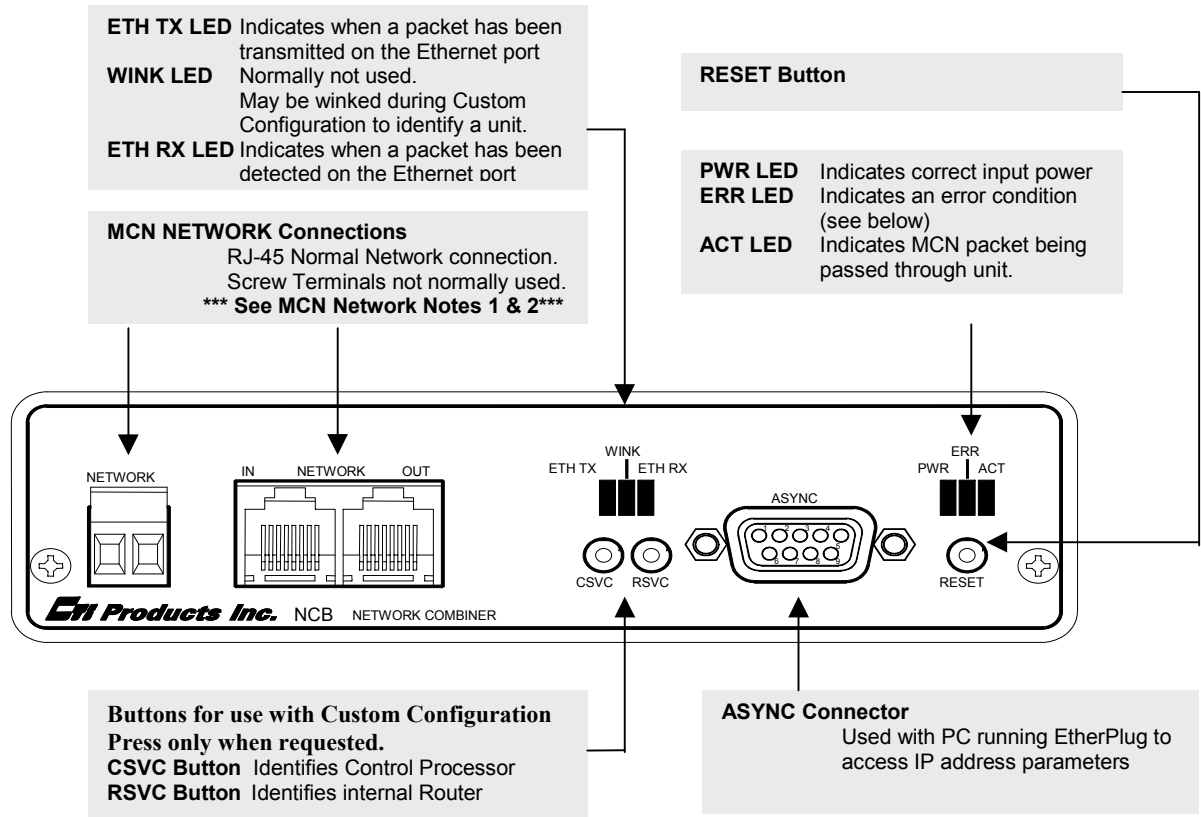 ETH TX LED Indicates when a packet has been
transmitted on the Ethernet port
WINK LED Normally not used.
May be winked during Custom
Configuration to identify a unit.
ETH RX LED Indicates when a packet has been
detected on the Ethernet port
RESET Button
PWR LED Indicates correct input power
ERR LED Indicates an error condition
(see below)
ACT LED Indicates MCN packet being
passed through unit.
MCN NETWORK Connections
RJ-45 Normal Network connection.
Screw Terminals not normally used.
*** See MCN Network Notes 1 & 2***
NETWORK
IN NETWORK OUT
WINK
ETH TX ETH RX
ASYNC
1 2 3 4 5
6 7 8 9
ERR
PWR ACT
CSVC RSVC
RESET
CTI Products Inc. NCB NETWORK COMBINER
Buttons for use with Custom Configuration
Press only when requested.
CSVC Button Identifies Control Processor
RSVC Button Identifies internal Router
ASYNC Connector
Used with PC running EtherPlug to
access IP address parameters